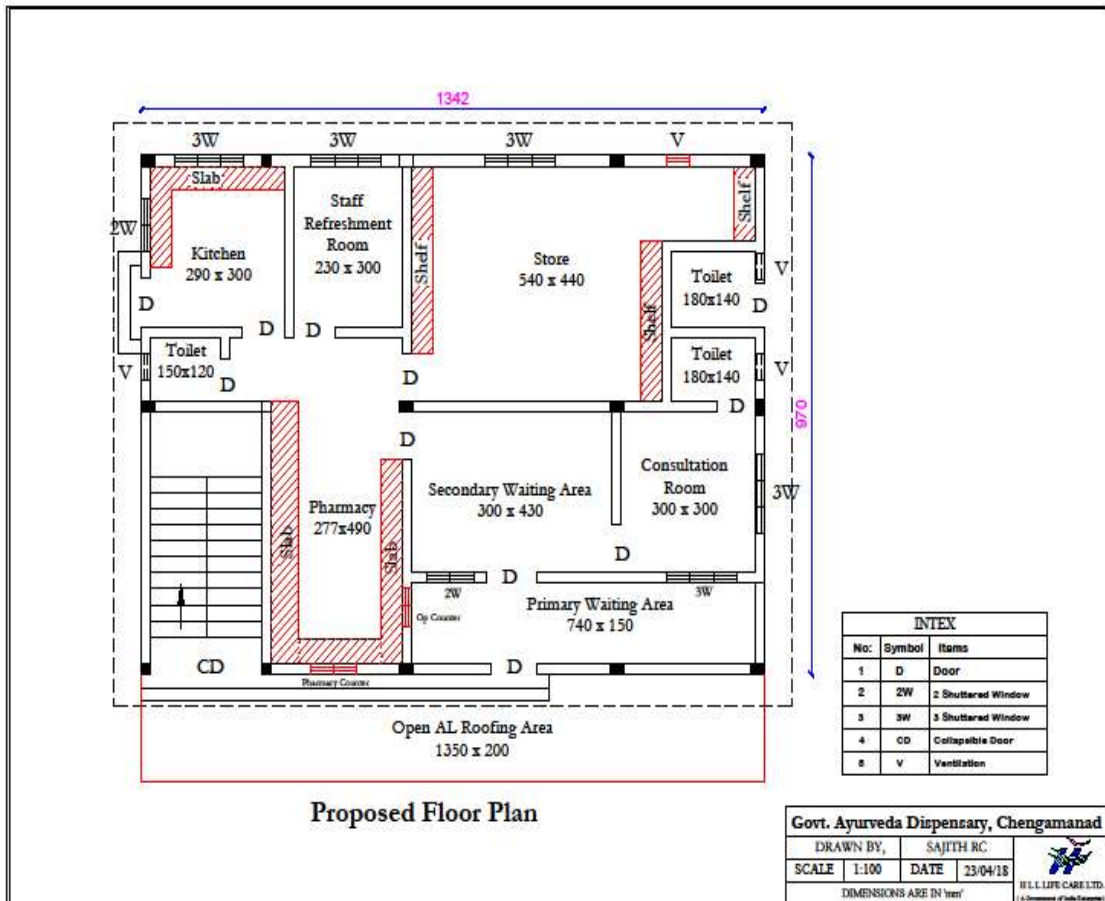 1342
3W
3W
3W
V
Slab
Staff
Refreshment
Room
230 x 300
Shelf
2W
Kitchen
290 x 300
Shelf
Store
540 x 440
Toilet
180x140
V
D
D
D
D
Shelf
Toilet
150x120
V
D
D
Toilet
180x140
V
D
970
D
Consultation
Room
300 x 300
3W
Secondary Waiting Area
300 x 430
Pharmacy
277x490
Slab
Slab
D
D
2W
3W
Primary Waiting Area
740 x 150
Op Counter
CD
D
Pharmacy Counter
Open AL Roofing Area
1350 x 200
Proposed Floor Plan
INTEX
No: Symbol Items
1 D Door
2 2W 2 Shuttered Window
3 3W 3 Shuttered Window
4 CD Collapsible Door
5 V Ventilation
Govt. Ayurveda Dispensary, Chengamanad
DRAWN BY, SAJITH RC
SCALE 1:100 DATE 23/04/18
DIMENSIONS ARE IN 'mm'
H L L LIFE CARE LTD.